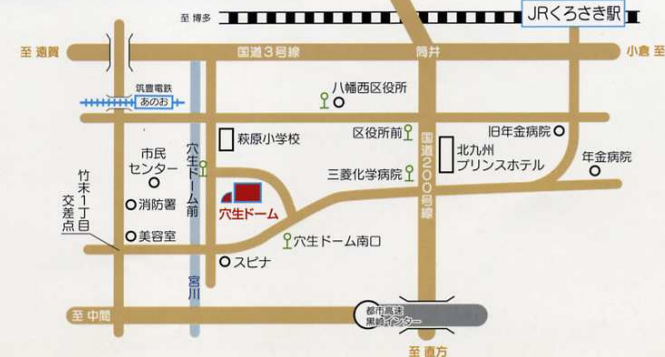 至 博多
JRくろさき駅
至 遠賀
国道3号線
筒井
小倉 至
筑豊電鉄
あのお
八幡西区役所
萩原小学校
区役所前
旧年金病院
市民
センター
穴生ドーム前
三菱化学病院
国道200号線
北九州
プリンスホテル
年金病院
竹末1丁目
交差点
消防署
穴生ドーム
美容室
穴生ドーム南口
スピナ
宮川
至 中間
都市高速
黒崎インター
至 直方